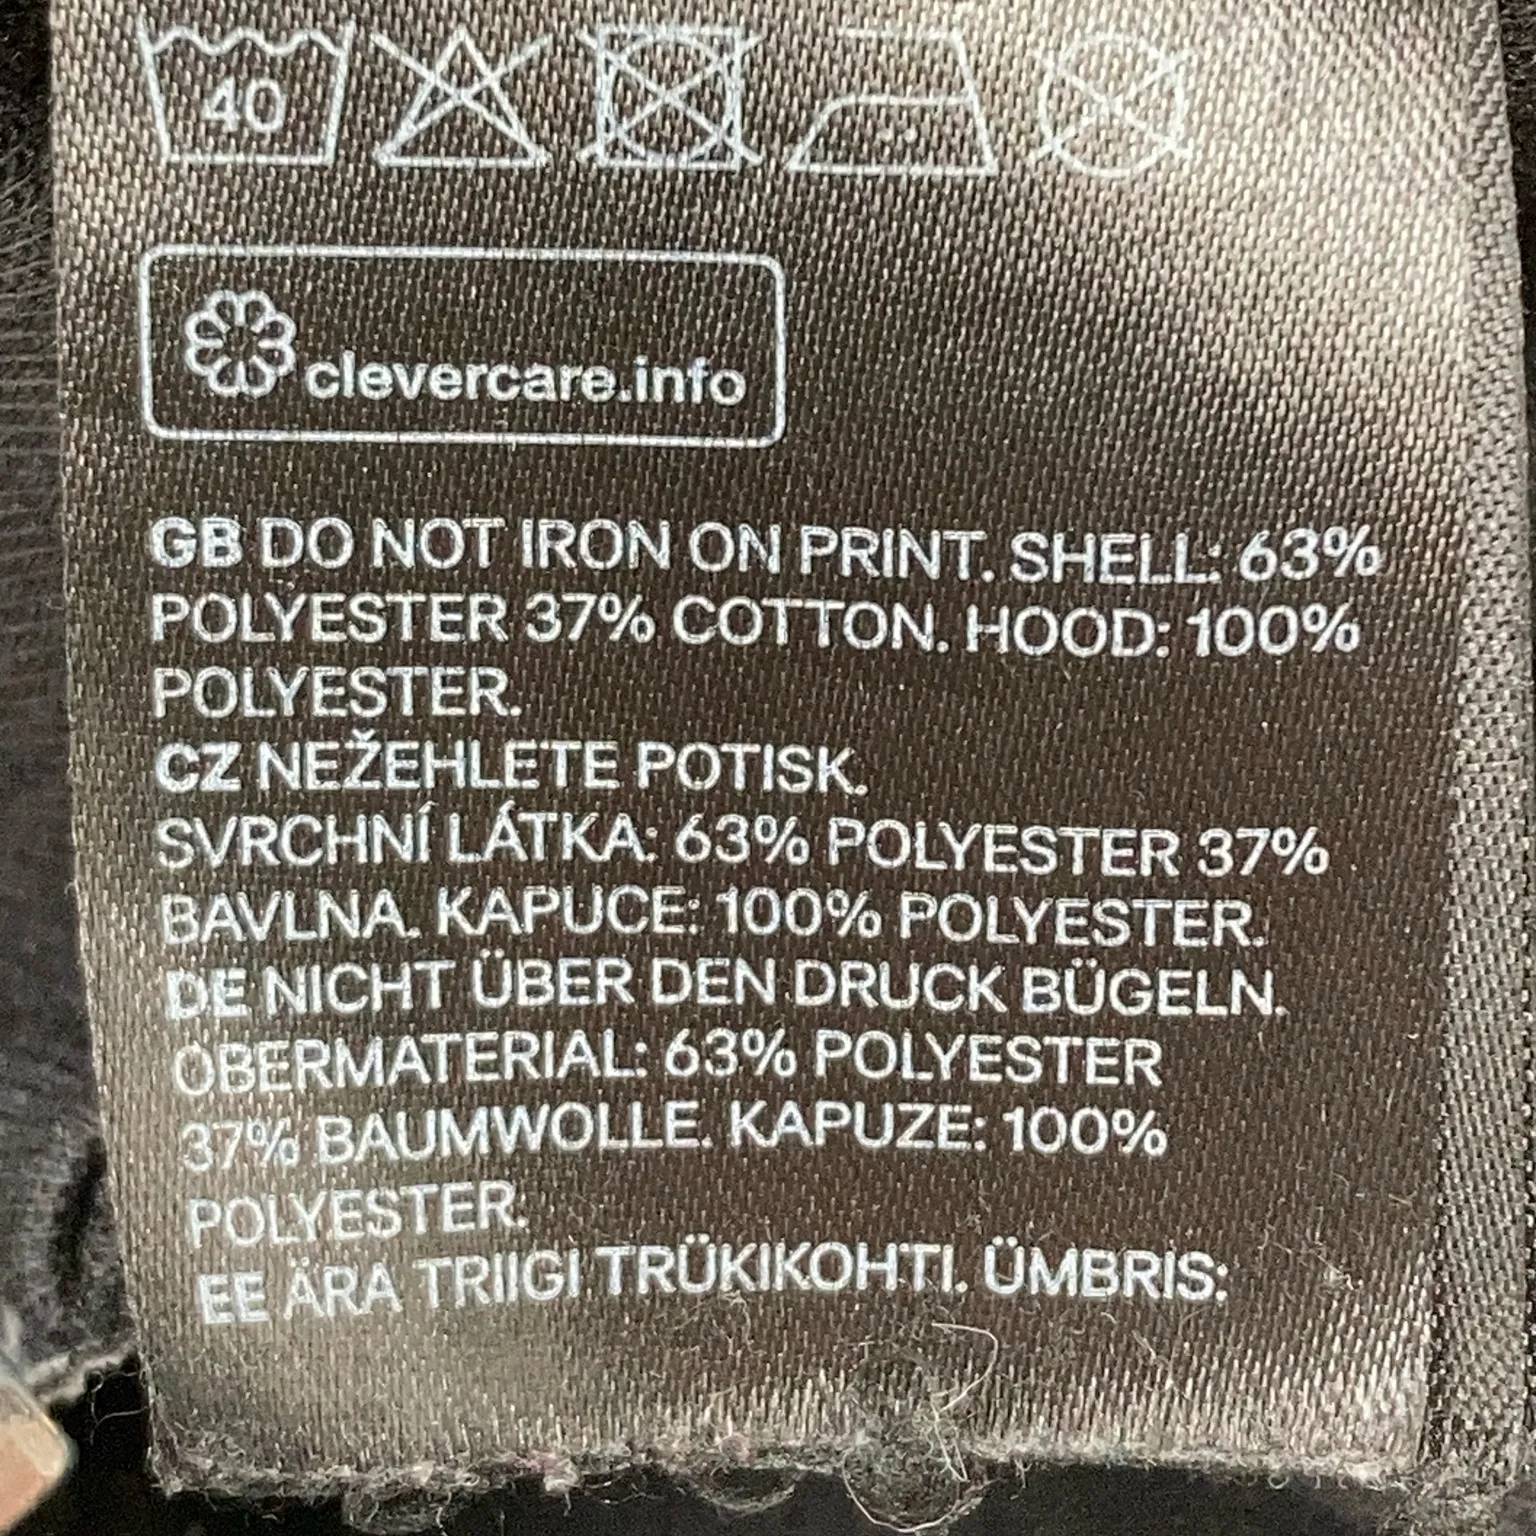 40
clevercare.info
GB DO NOT IRON ON PRINT. SHELL: 63%
POLYESTER 37% COTTON. HOOD: 100%
POLYESTER.
CZ NEŽEHLETE POTISK.
SVRCHNÍ LÁTKA: 63% POLYESTER 37%
BAVLNA. KAPUCE: 100% POLYESTER.
DE NICHT ÜBER DEN DRUCK BÜGELN.
OBERMATERIAL: 63% POLYESTER
37% BAUMWOLLE. KAPUZE: 100%
POLYESTER.
EE ÄRA TRIIGI TRÜKIKOHTI. ÜMBRIS: